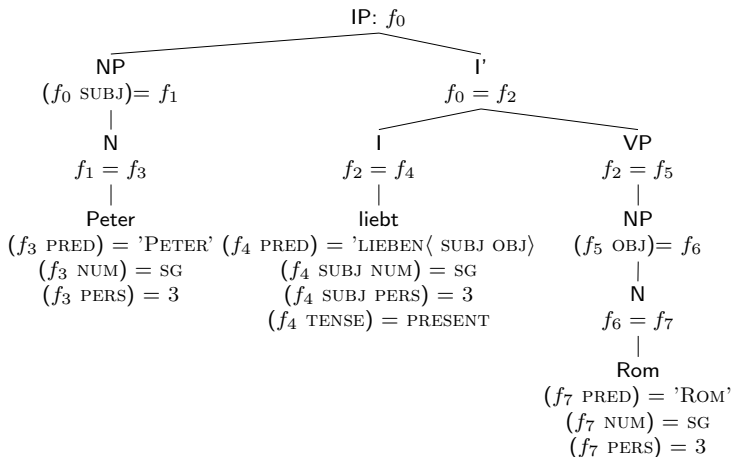 IP: f₀
NP I'
(f₀ SUBJ)= f₁ f₀ = f₂
N I VP
f₁ = f₃ f₂ = f₄ f₂ = f₅
Peter liebt NP
(f₃ PRED) = 'PETER' (f₄ PRED) = 'LIEBEN⟨ SUBJ OBJ⟩ (f₅ OBJ)= f₆
(f₃ NUM) = SG (f₄ SUBJ NUM) = SG
(f₃ PERS) = 3 (f₄ SUBJ PERS) = 3 N
(f₄ TENSE) = PRESENT f₆ = f₇
Rom
(f₇ PRED) = 'ROM'
(f₇ NUM) = SG
(f₇ PERS) = 3